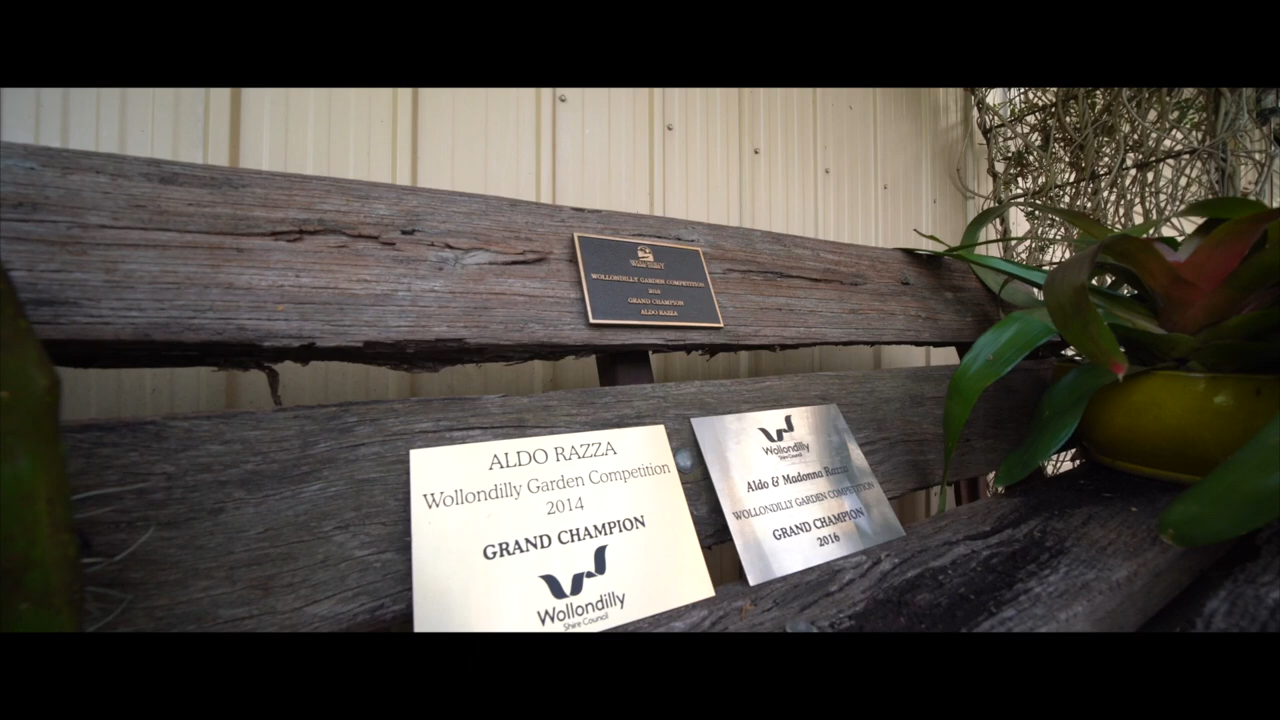 WOLLONDILLY GARDEN COMPETITION
GRAND CHAMPION
ALDO RAZZA
ALDO RAZZA
Wollondilly Garden Competition
2014
GRAND CHAMPION
Wollondilly
Shire Council
Wollondilly
Shire Council
Aldo & Madonna Razza
WOLLONDILLY GARDEN COMPETITION
GRAND CHAMPION
2016